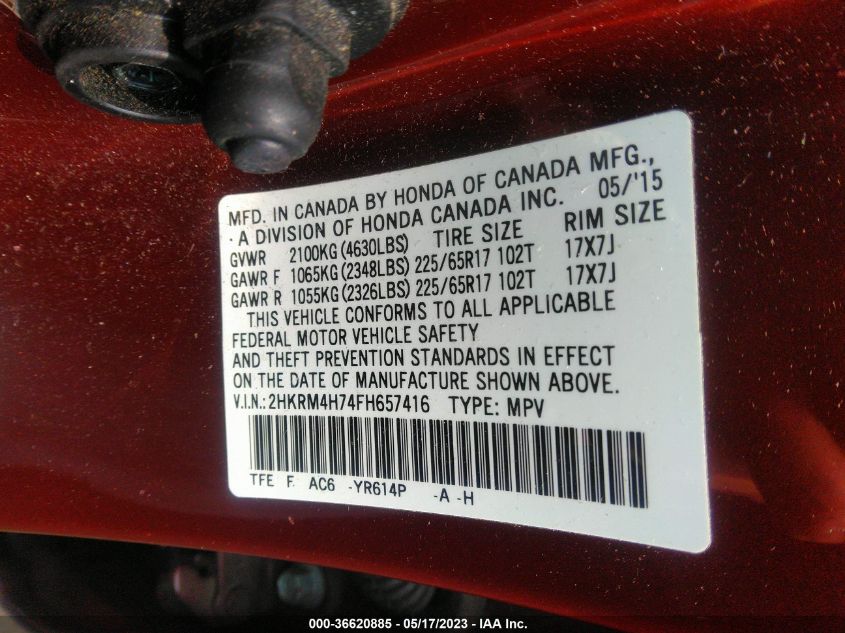 MFD. IN CANADA BY HONDA OF CANADA MFG.,
A DIVISION OF HONDA CANADA INC. 05/'15
GVWR 2100KG (4630LBS) TIRE SIZE RIM SIZE
GAWR F 1065KG (2348LBS) 225/65R17 102T 17X7J
GAWR R 1055KG (2326LBS) 225/65R17 102T 17X7J
THIS VEHICLE CONFORMS TO ALL APPLICABLE
FEDERAL MOTOR VEHICLE SAFETY
AND THEFT PREVENTION STANDARDS IN EFFECT
ON THE DATE OF MANUFACTURE SHOWN ABOVE.
V.I.N.: 2HKRM4H74FH657416 TYPE: MPV
TFE F. AC6 -YR614P -A -H
000-36620885 - 05/17/2023 - IAA Inc.